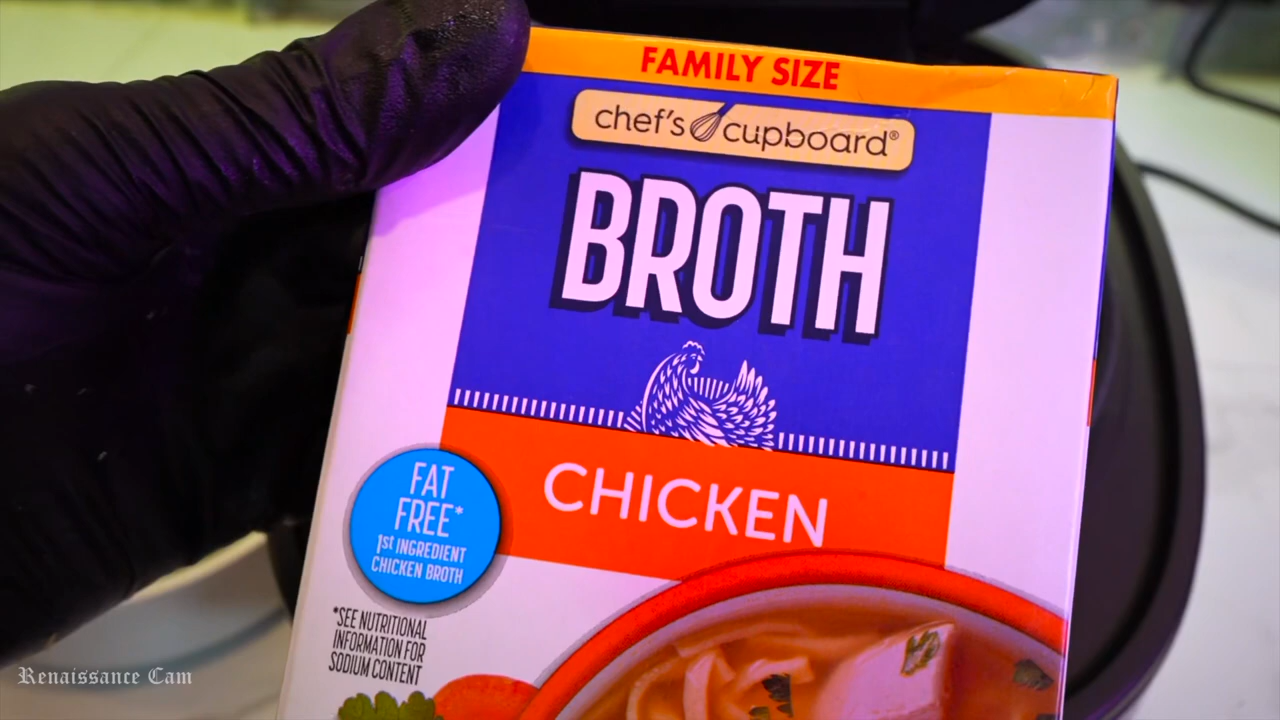 FAMILY SIZE
chef's cupboard®
BROTH
CHICKEN
FAT
FREE*
1st INGREDIENT
CHICKEN BROTH
*SEE NUTRITIONAL
INFORMATION FOR
SODIUM CONTENT
Renaissance Cam